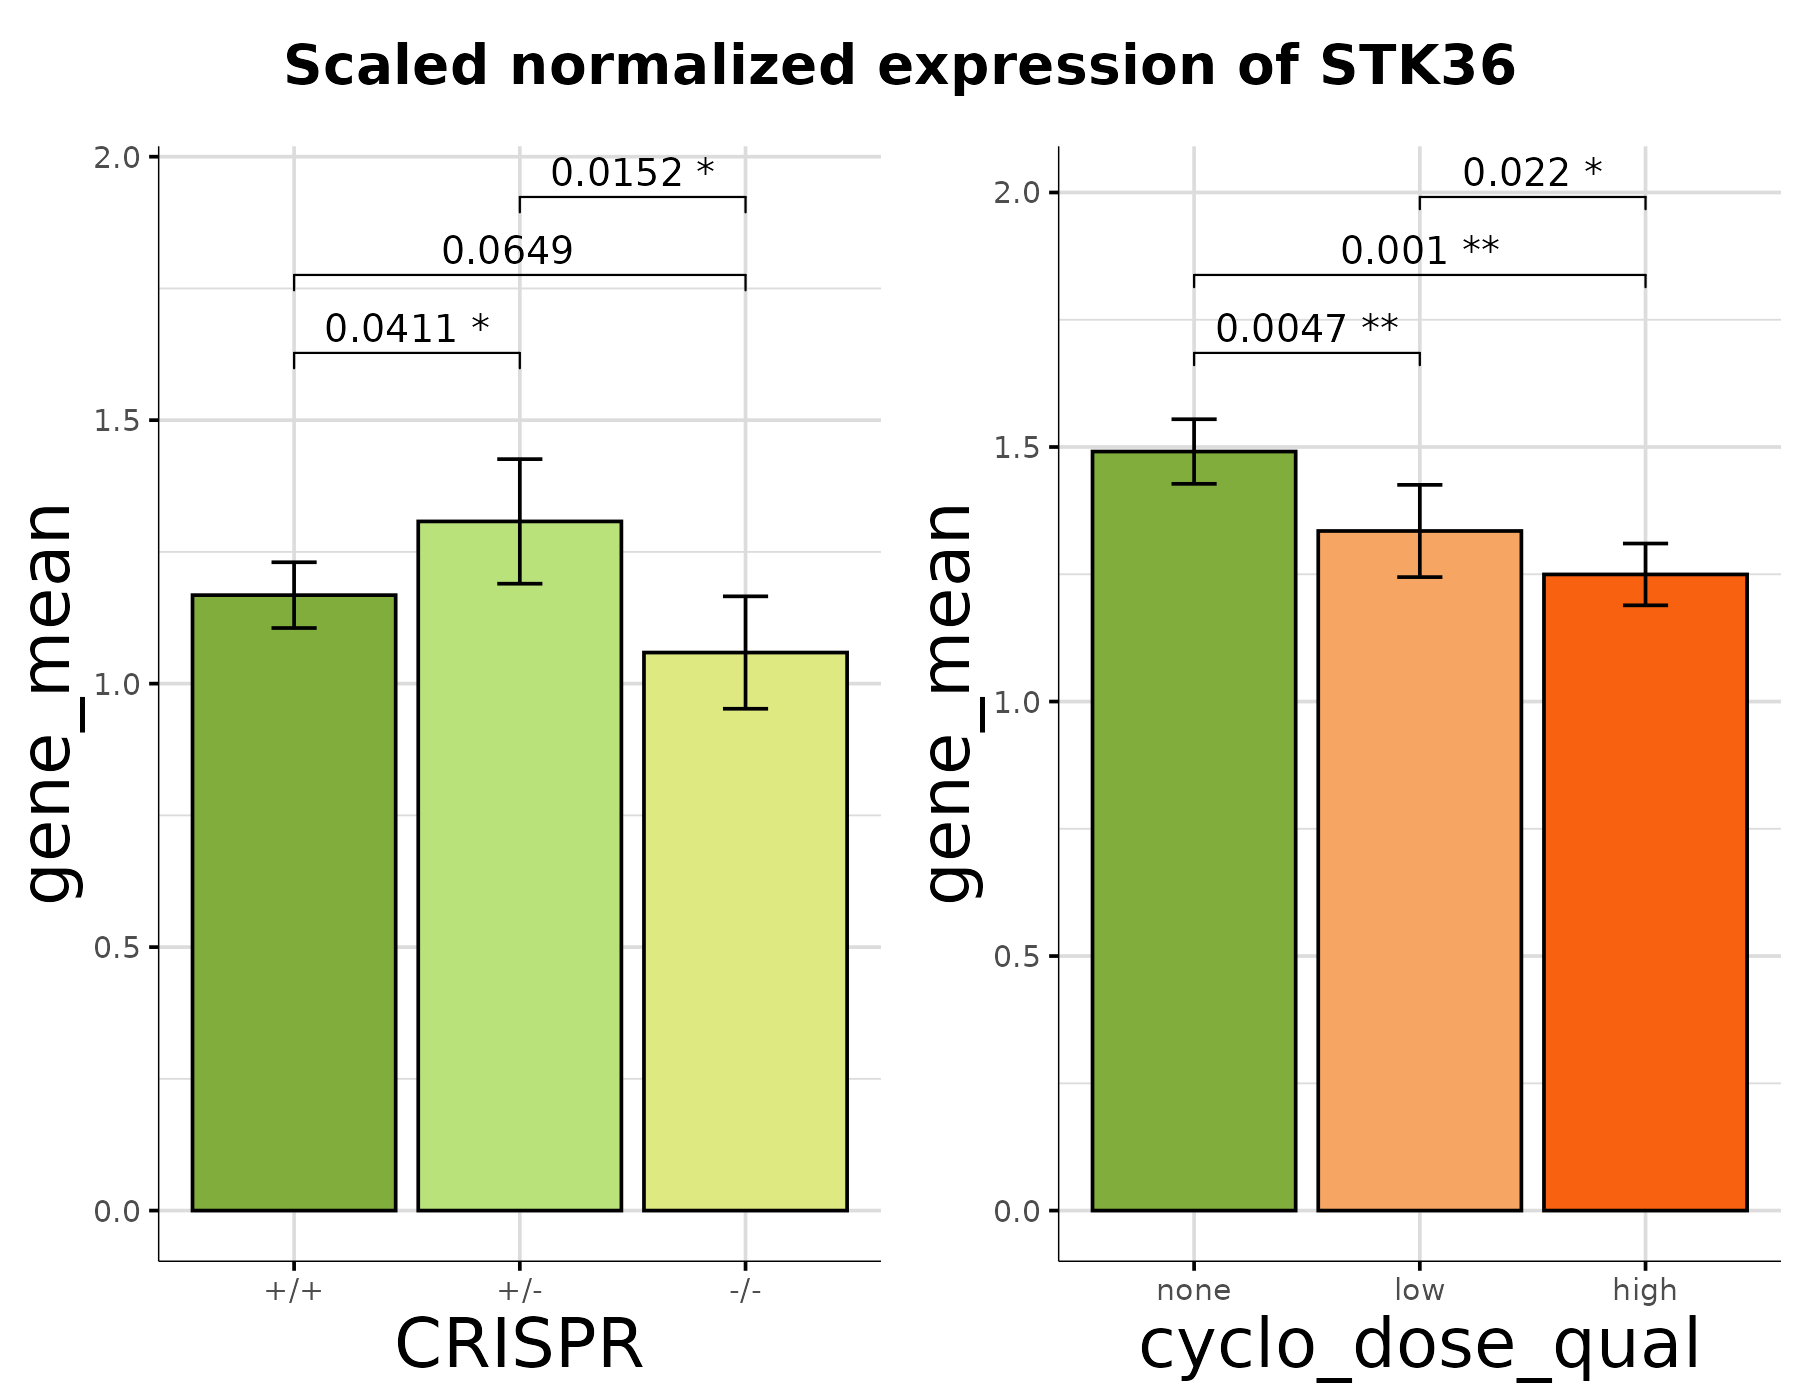 Scaled normalized expression of STK36
gene_mean
2.0
1.5
1.0
0.5
0.0
0.0152 *
0.0649
0.0411 *
+/+ +/- -/-
CRISPR
gene_mean
2.0
1.5
1.0
0.5
0.0
0.022 *
0.001 **
0.0047 **
none low high
cyclo_dose_qual